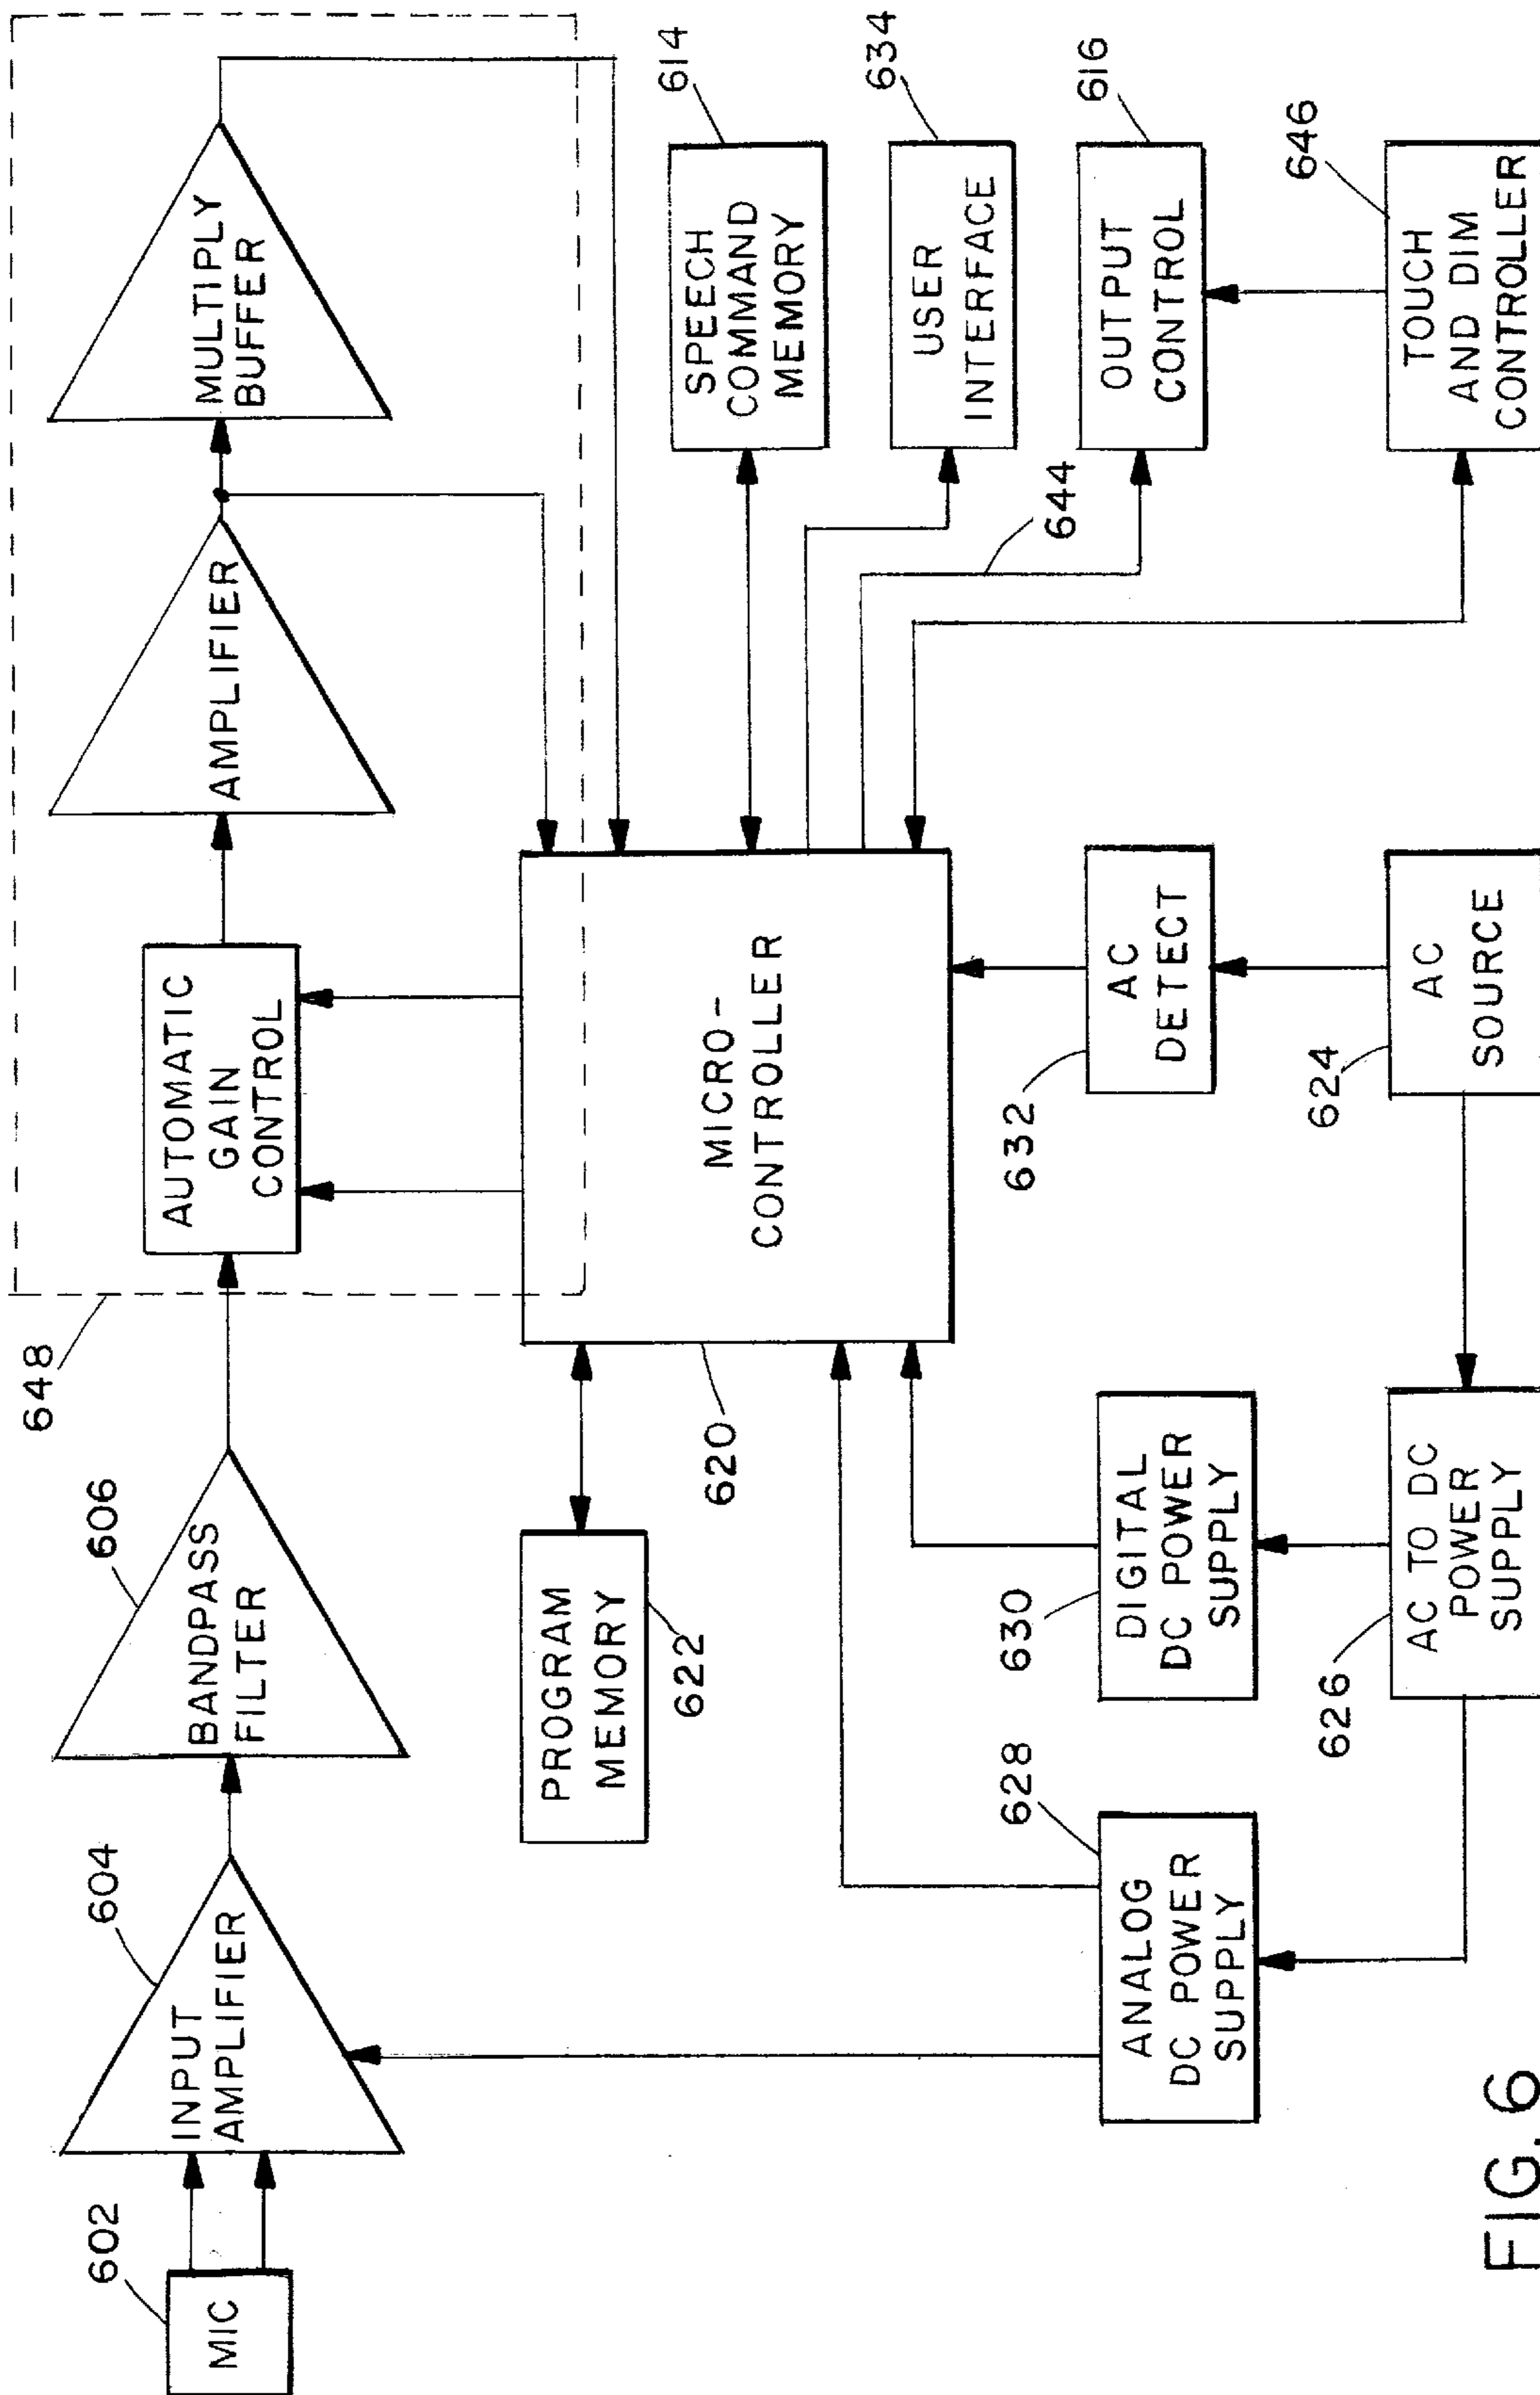 602
MIC
604
INPUT
AMPLIFIER
606
BANDPASS
FILTER
648
AUTOMATIC
GAIN
CONTROL
AMPLIFIER
MULTIPLY
BUFFER
PROGRAM
MEMORY
622
MICRO-
CONTROLLER
620
SPEECH
COMMAND
MEMORY
614
USER
INTERFACE
634
644
OUTPUT
CONTROL
616
628
ANALOG
DC POWER
SUPPLY
630
DIGITAL
DC POWER
SUPPLY
632
AC
DETECT
626
AC TO DC
POWER
SUPPLY
624
AC
SOURCE
646
TOUCH
AND DIM
CONTROLLER
FIG. 6